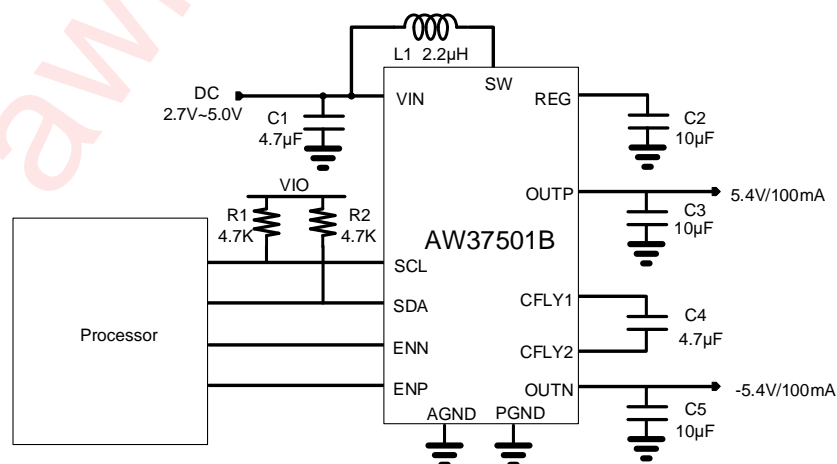 L1 2.2µH
DC
2.7V~5.0V
C1
4.7µF
VIN
SW
REG
C2
10µF
VIO
R1
4.7K
R2
4.7K
OUTP
5.4V/100mA
C3
10µF
AW37501B
SCL
SDA
CFLY1
C4
4.7µF
Processor
ENN
CFLY2
ENP
OUTN
-5.4V/100mA
C5
10µF
AGND
PGND